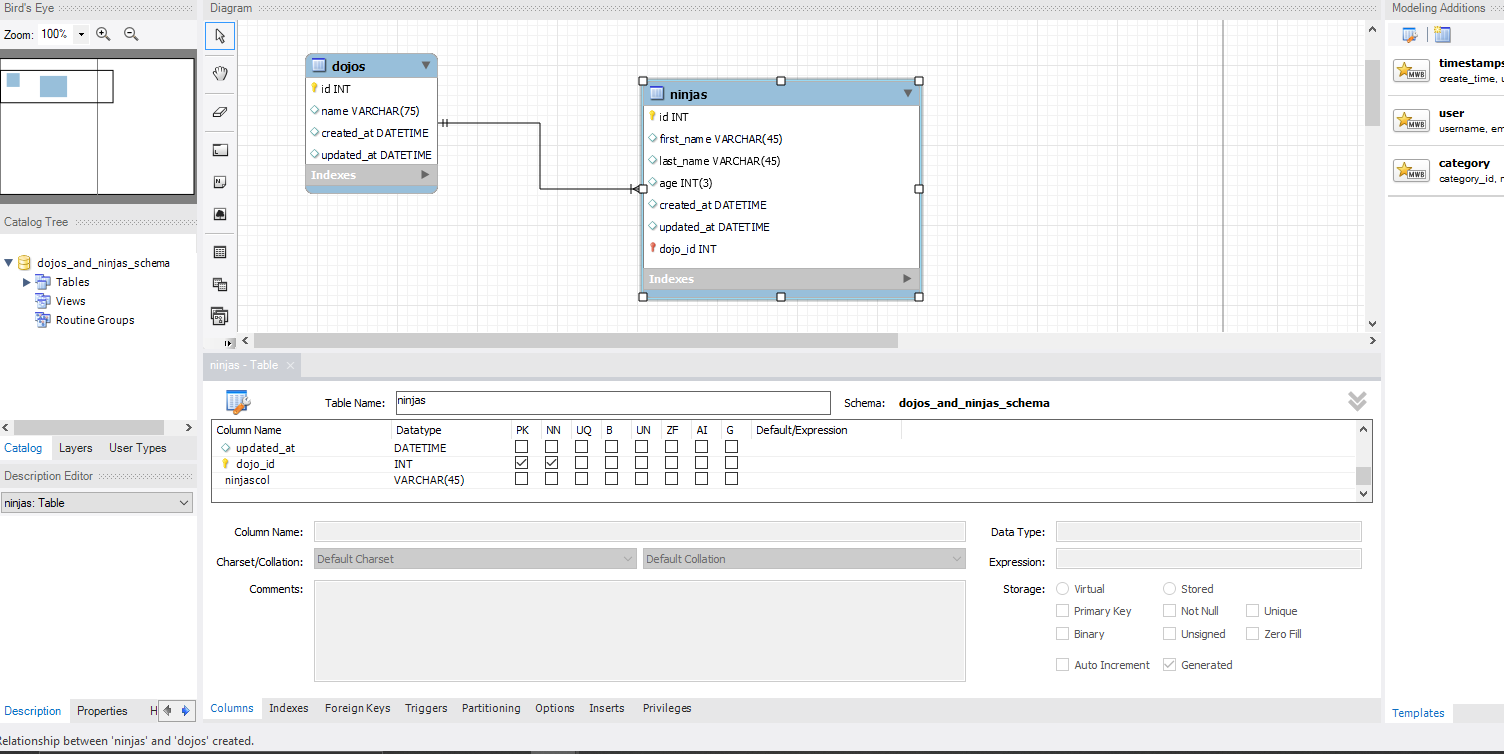 Bird's Eye
Diagram
Modeling Additions
Zoom: 100%
dojos
id INT
name VARCHAR(75)
created_at DATETIME
updated_at DATETIME
Indexes
ninjas
id INT
first_name VARCHAR(45)
last_name VARCHAR(45)
age INT(3)
created_at DATETIME
updated_at DATETIME
dojo_id INT
Indexes
MWB
timestamps
create_time, u
MWB
user
username, em
MWB
category
category_id, n
Catalog Tree
dojos_and_ninjas_schema
Tables
Views
Routine Groups
Catalog Layers User Types
Description Editor
ninjas: Table
ninjas - Table
Table Name: ninjas Schema: dojos_and_ninjas_schema
Column Name Datatype PK NN UQ B UN ZF AI G Default/Expression
updated_at DATETIME
dojo_id INT
ninjascol VARCHAR(45)
Column Name: Data Type:
Charset/Collation: Default Charset Default Collation Expression:
Comments: Storage: Virtual Stored
Primary Key Not Null Unique
Binary Unsigned Zero Fill
Auto Increment Generated
Columns Indexes Foreign Keys Triggers Partitioning Options Inserts Privileges
Description Properties H
Templates
Relationship between 'ninjas' and 'dojos' created.